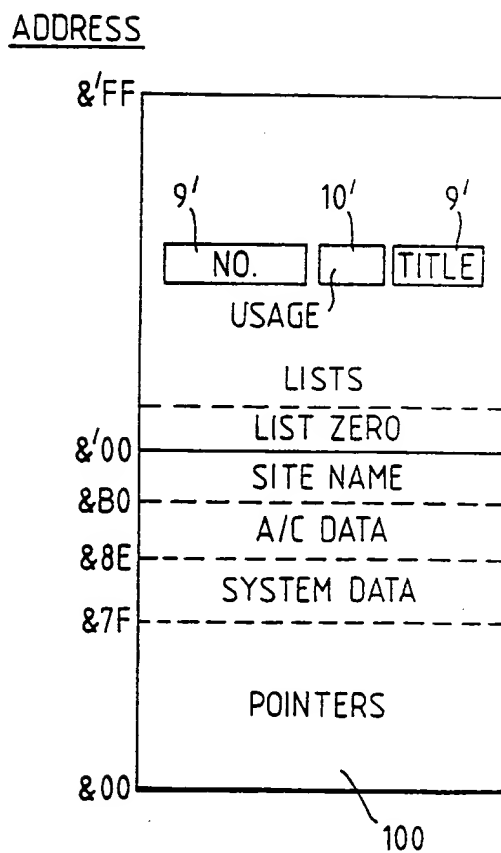 ADDRESS
&'FF
9' 10' 9'
NO. TITLE
USAGE
LISTS
LIST ZERO
&'00
SITE NAME
&B0
A/C DATA
&8E
SYSTEM DATA
&7F
POINTERS
&00
100